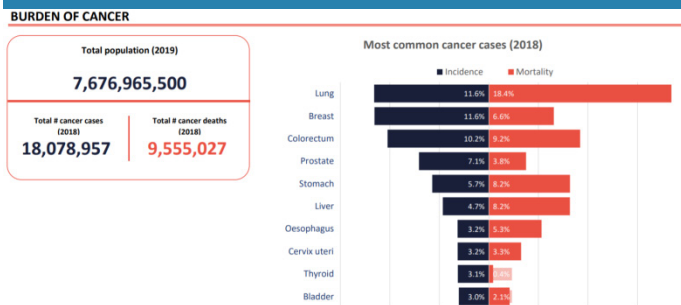 BURDEN OF CANCER
Total population (2019)
7,676,965,500
Total # cancer cases
(2018)
18,078,957
Total # cancer deaths
(2018)
9,555,027
Most common cancer cases (2018)
Incidence Mortality
Lung 11.6% 18.4%
Breast 11.6% 6.6%
Colorectum 10.2% 9.2%
Prostate 7.1% 3.8%
Stomach 5.7% 8.2%
Liver 4.7% 8.2%
Oesophagus 3.2% 5.3%
Cervix uteri 3.2% 3.3%
Thyroid 3.1% 0.4%
Bladder 3.0% 2.1%